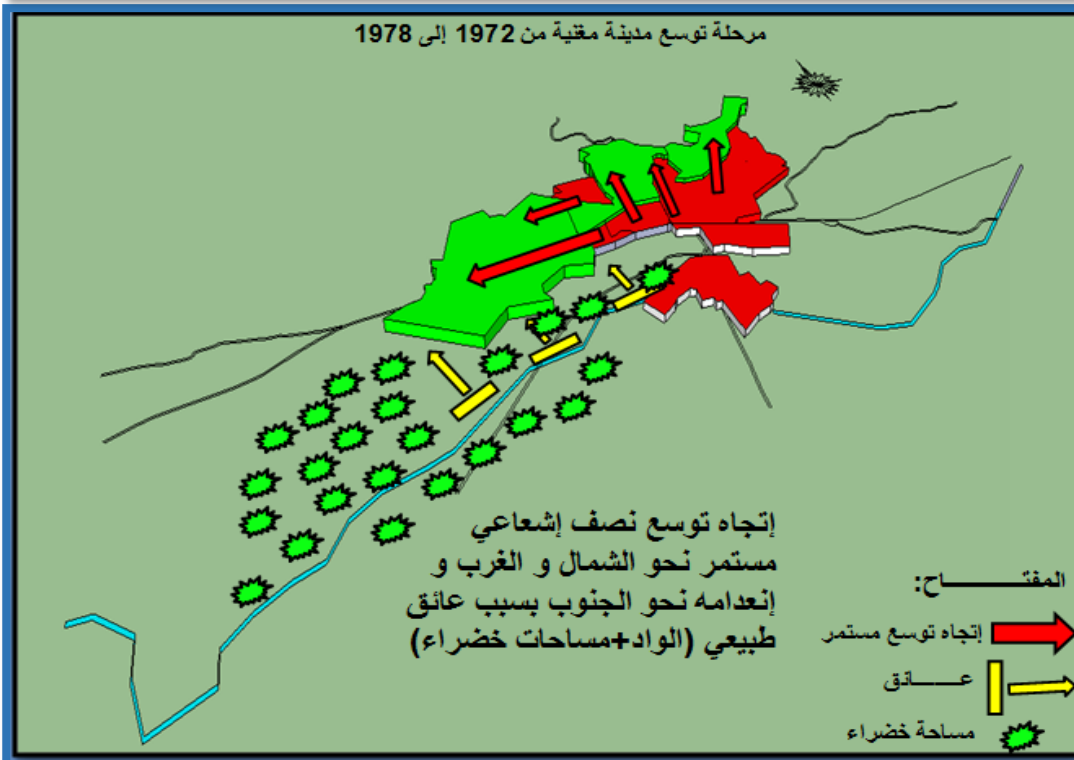 مرحلة توسع مدينة مغنية من 1972 إلى 1978
إتجاه توسع نصف إشعاعي
مستمر نحو الشمال و الغرب و
إنعدامه نحو الجنوب بسبب عائق
طبيعي (الواد+مساحات خضراء)
المفتـــــــــاح:
إتجاه توسع مستمر
عـــــائق
مساحة خضراء